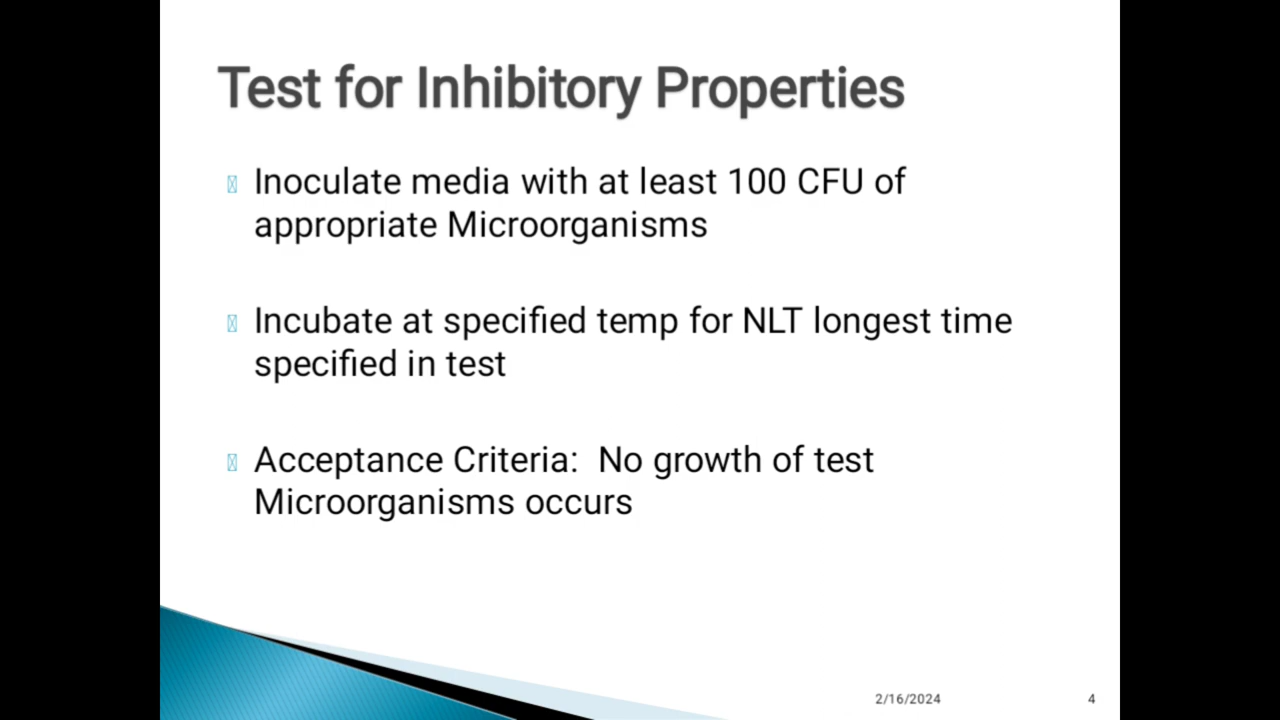 Test for Inhibitory Properties
Inoculate media with at least 100 CFU of
appropriate Microorganisms
Incubate at specified temp for NLT longest time
specified in test
Acceptance Criteria:  No growth of test
Microorganisms occurs
2/16/2024
4